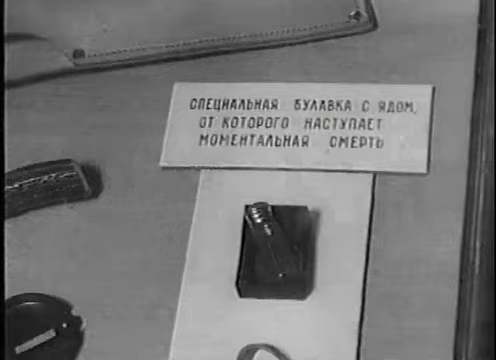 СПЕЦИАЛЬНАЯ БУЛАВКА С ЯДОМ,
ОТ КОТОРОГО НАСТУПАЕТ
МОМЕНТАЛЬНАЯ СМЕРТЬ